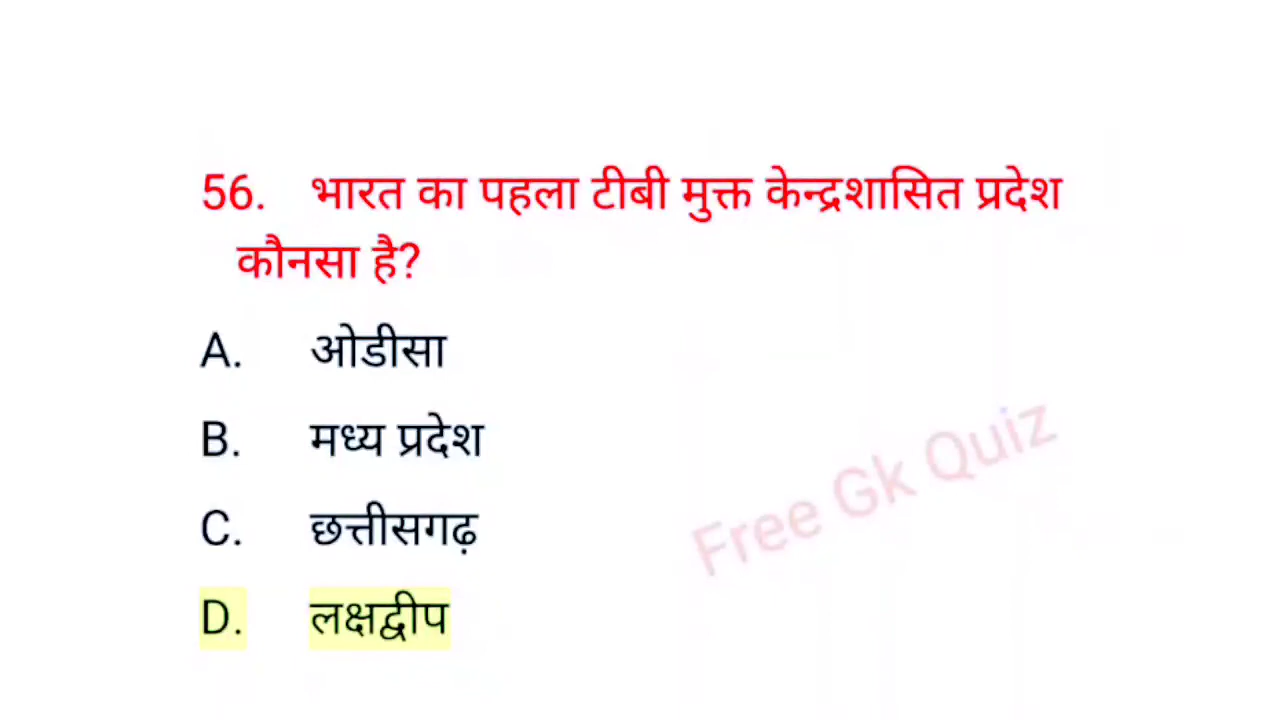 56. भारत का पहला टीबी मुक्त केन्द्रशासित प्रदेश
कौनसा है?
A. ओडीसा
B. मध्य प्रदेश
C. छत्तीसगढ़
D. लक्षद्वीप
Free Gk Quiz